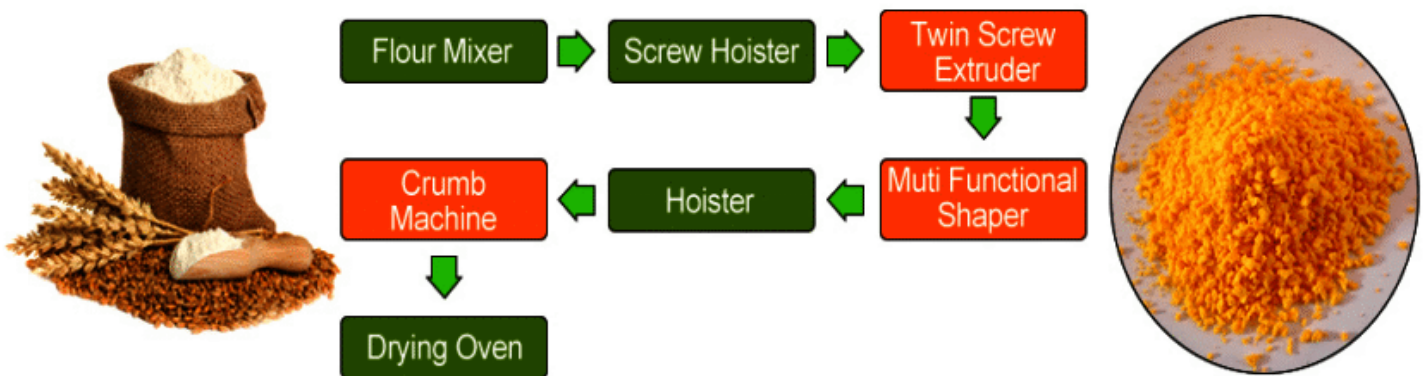 Flour Mixer
Screw Hoister
Twin Screw
Extruder
Muti Functional
Shaper
Hoister
Crumb
Machine
Drying Oven